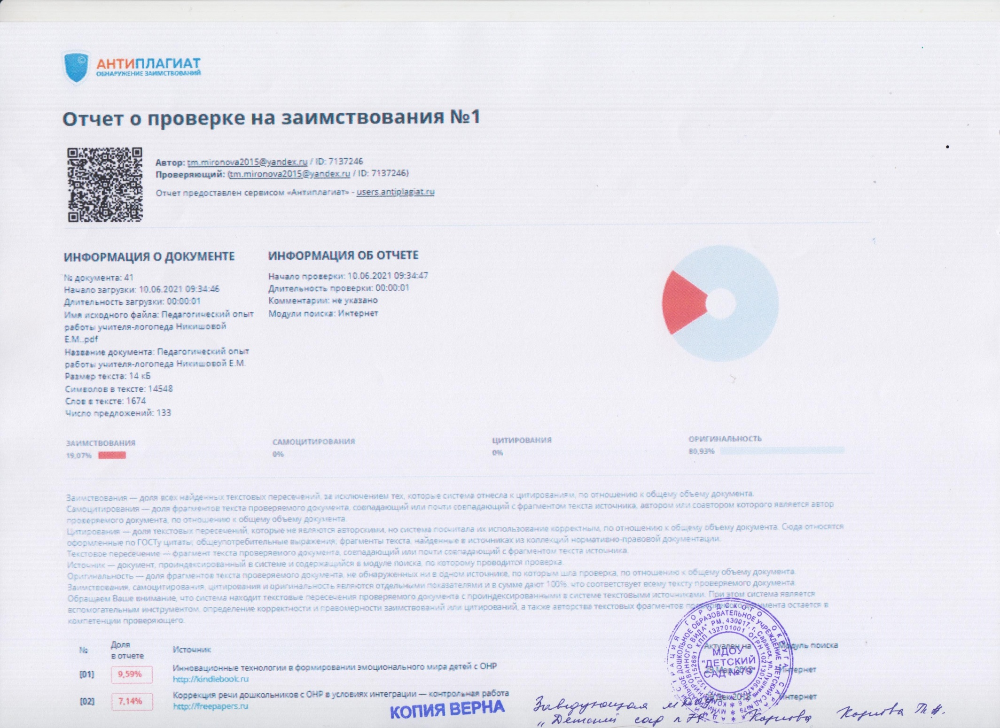 АНТИПЛАГИАТ
ОБНАРУЖЕНИЕ ЗАИМСТВОВАНИЙ
Отчет о проверке на заимствования №1
Автор: tm.mironova2015@yandex.ru / ID: 7137246
Проверяющий: (tm.mironova2015@yandex.ru / ID: 7137246)
Отчет предоставлен сервисом «Антиплагиат» - users.antiplagiat.ru
ИНФОРМАЦИЯ О ДОКУМЕНТЕ
№ документа: 41
Начало загрузки: 10.06.2021 09:34:46
Длительность загрузки: 00:00:01
Имя исходного файла: Педагогический опыт
работы учителя-логопеда Никишовой
Е.М..pdf
Название документа: Педагогический опыт
работы учителя-логопеда Никишовой Е.М.
Размер текста: 14 кБ
Символов в тексте: 14548
Слов в тексте: 1674
Число предложений: 133
ИНФОРМАЦИЯ ОБ ОТЧЕТЕ
Начало проверки: 10.06.2021 09:34:47
Длительность проверки: 00:00:01
Комментарии: не указано
Модули поиска: Интернет
ЗАИМСТВОВАНИЯ
19,07%
САМОЦИТИРОВАНИЯ
0%
ЦИТИРОВАНИЯ
0%
ОРИГИНАЛЬНОСТЬ
80,93%
Заимствования — доля всех найденных текстовых пересечений, за исключением тех, которые система отнесла к цитированиям, по отношению к общему объему документа.
Самоцитирования — доля фрагментов текста проверяемого документа, совпадающий или почти совпадающий с фрагментом текста источника, автором или соавтором которого является автор
проверяемого документа, по отношению к общему объему документа.
Цитирования — доля текстовых пересечений, которые не являются авторскими, но система посчитала их использование корректным, по отношению к общему объему документа. Сюда относятся
оформленные по ГОСТу цитаты; общеупотребительные выражения; фрагменты текста, найденные в источниках из коллекций нормативно-правовой документации.
Текстовое пересечение — фрагмент текста проверяемого документа, совпадающий или почти совпадающий с фрагментом текста источника.
Источник — документ, проиндексированный в системе и содержащийся в модуле поиска, по которому проводится проверка.
Оригинальность — доля фрагментов текста проверяемого документа, не обнаруженных ни в одном источнике, по которым шла проверка, по отношению к общему объему документа.
Заимствования, самоцитирования, цитирования и оригинальность являются отдельными показателями и в сумме дают 100%, что соответствует всему тексту проверяемого документа.
Обращаем Ваше внимание, что система находит текстовые пересечения проверяемого документа с проиндексированными в системе текстовыми источниками. При этом система является
вспомогательным инструментом, определение корректности и правомерности заимствований или цитирований, а также авторства текстовых фрагментов проверяемого документа остается в
компетенции проверяющего.
№ Доля в отчете Источник Актуален на Модуль поиска
[01] 9,59% Инновационные технологии в формировании эмоционального мира детей с ОНР Интернет
http://kindlebook.ru
[02] 7,14% Коррекция речи дошкольников с ОНР в условиях интеграции — контрольная работа Интернет
http://freepapers.ru
МДОУ
"ДЕТСКИЙ
САД №79"
КОПИЯ ВЕРНА
Заведующая МДОУ
„Детский сад №79"